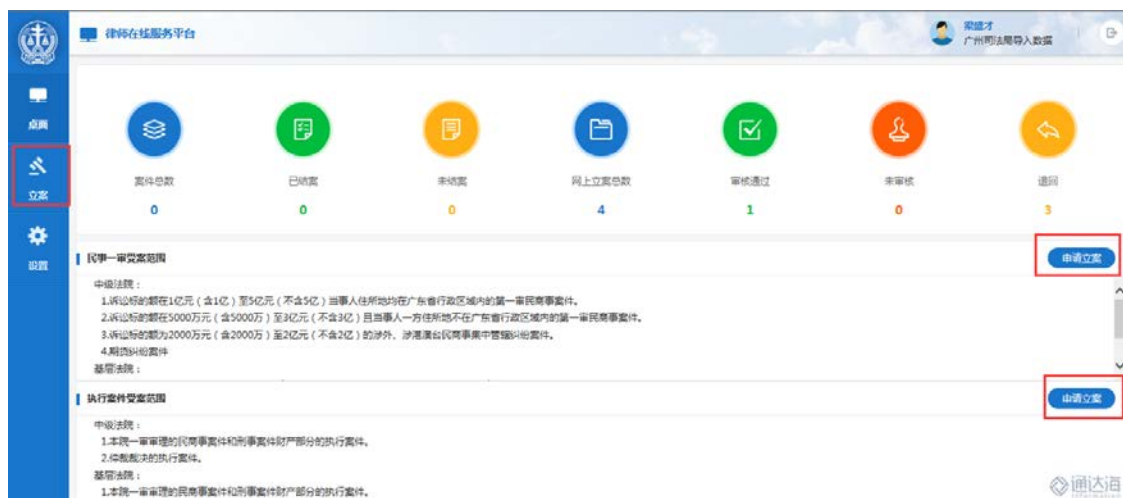 律师在线服务平台
梁盛才
广州司法局导入数据
桌面
立案
设置
案件总数
已结案
未结案
网上立案总数
审核通过
未审核
退回
0
0
0
4
1
0
3
民事一审受案范围
申请立案
中级法院：
1.诉讼标的额在1亿元（含1亿）至5亿元（不含5亿）当事人住所地均在广东省行政区域内的第一审民商事案件。
2.诉讼标的额在5000万元（含5000万）至3亿元（不含3亿）且当事人一方住所地不在广东省行政区域内的第一审民商事案件。
3.诉讼标的额为2000万元（含2000万）至2亿元（不含2亿）的涉外、涉港澳台民商事集中管辖纠纷案件。
4.期货纠纷案件
基层法院：
执行案件受案范围
申请立案
中级法院：
1.本院一审审理的民商事案件和刑事案件财产部分的执行案件。
2.仲裁裁决的执行案件。
基层法院：
1.本院一审审理的民商事案件和刑事案件财产部分的执行案件。
通达海